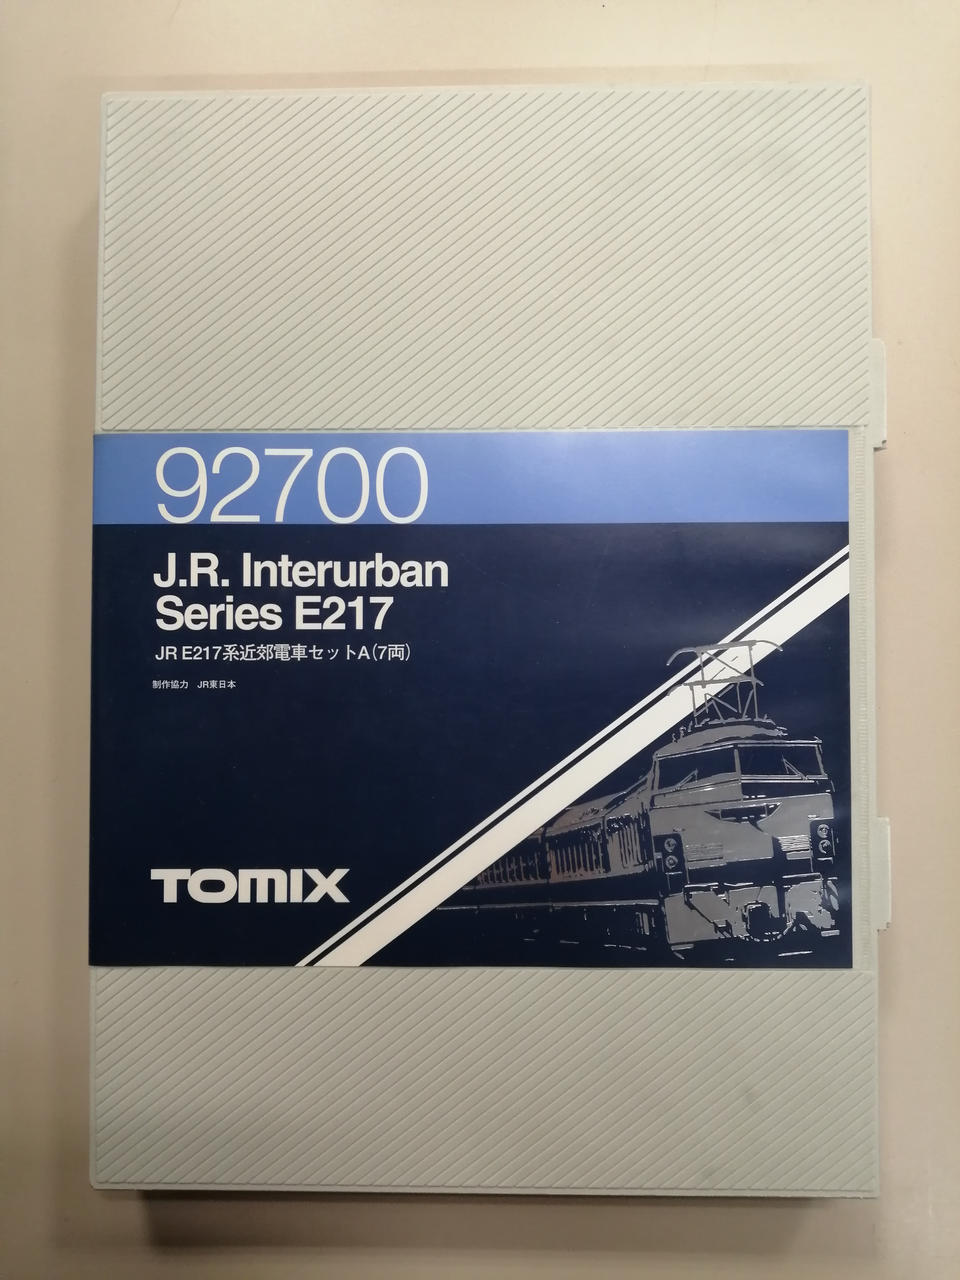 92700
J.R. Interurban
Series E217
JR E217系近郊電車セットA(7両)
制作協力 JR東日本
TOMIX